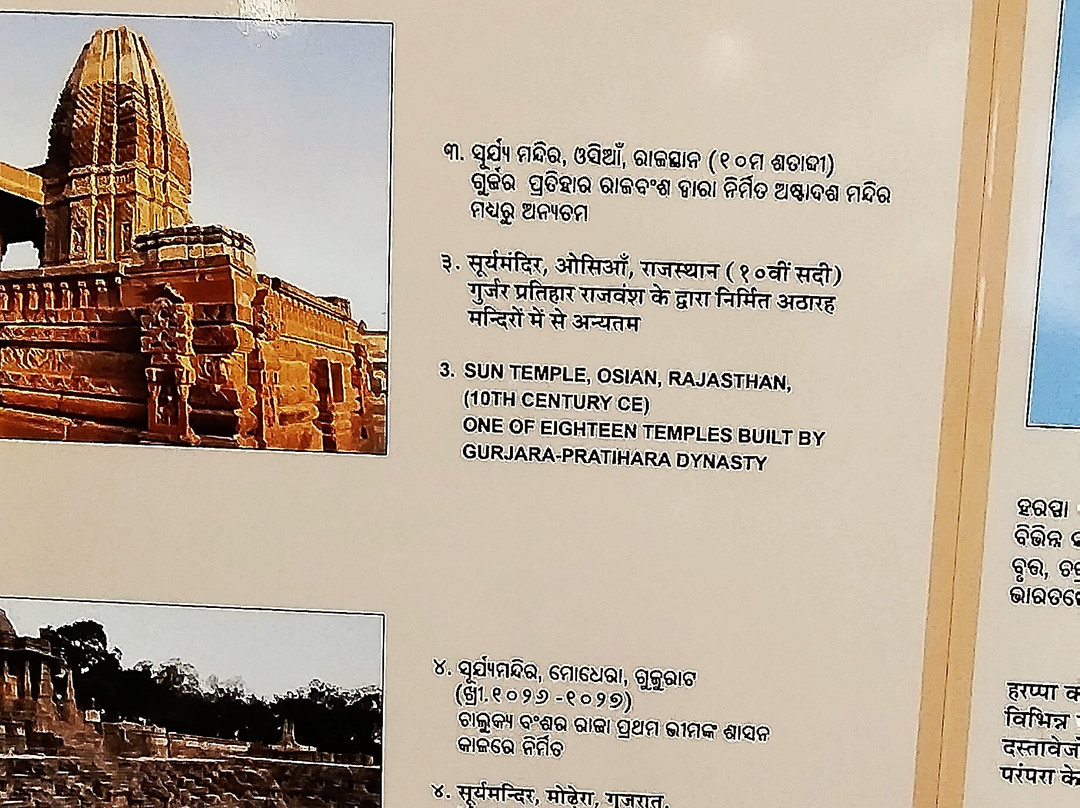 ୩. ସୂର୍ଯ୍ୟ ମନ୍ଦିର, ଓସିଆଁ, ରାଜସ୍ଥାନ (୧୦ମ ଶତାବ୍ଦୀ)
ଗୁର୍ଜର ପ୍ରତିହାର ରାଜବଂଶ ଦ୍ୱାରା ନିର୍ମିତ ଅଷ୍ଟାଦଶ ମନ୍ଦିର
ମଧ୍ୟରୁ ଅନ୍ୟତମ
३. सूर्यमंदिर, ओसिआँ, राजस्थान (१०वीं सदी)
गुर्जर प्रतिहार राजवंश के द्वारा निर्मित अठारह
मन्दिरों में से अन्यतम
3. SUN TEMPLE, OSIAN, RAJASTHAN,
(10TH CENTURY CE)
ONE OF EIGHTEEN TEMPLES BUILT BY
GURJARA-PRATIHARA DYNASTY
୪. ସୂର୍ଯ୍ୟମନ୍ଦିର, ମୋଧେରା, ଗୁଜୁରାଟ
(ଖ୍ରୀ.୧୦୨୬ -୧୦୨୭)
ଚାଲୁକ୍ୟ ବଂଶର ରାଜା ପ୍ରଥମ ଭୀମଙ୍କ ଶାସନ
କାଳରେ ନିର୍ମିତ
४. सूर्यमन्दिर, मोढेरा, गुजरात,
ହରପ୍ପା
ବିଭିନ୍ନ
ବୃତ୍ତ,
हरप्पा
विभिन्न
परंपरा के